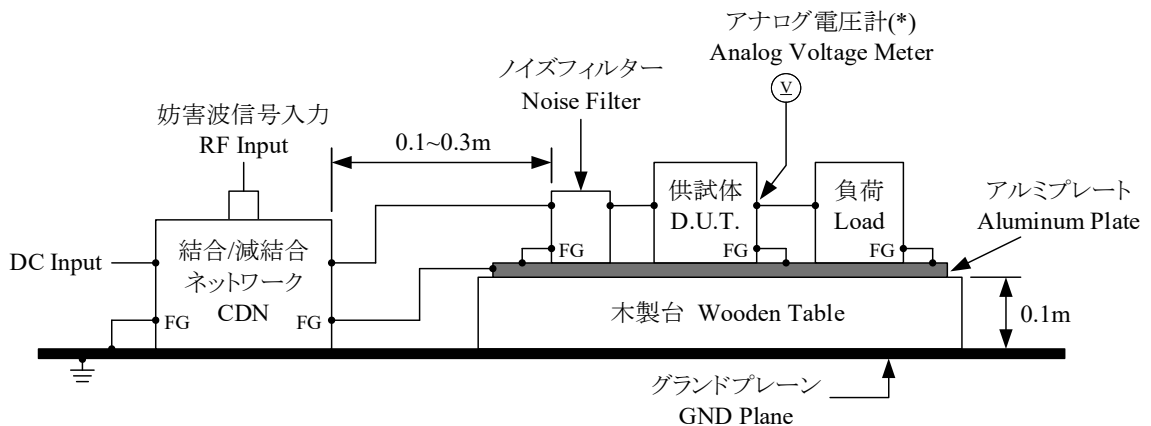 アナログ電圧計(*)
Analog Voltage Meter
V
ノイズフィルター
Noise Filter
妨害波信号入力
RF Input
0.1~0.3m
供試体
D.U.T.
負荷
Load
アルミプレート
Aluminum Plate
DC Input
結合/減結合
ネットワーク
CDN
FG
FG
FG
FG
FG
木製台 Wooden Table
0.1m
グランドプレーン
GND Plane